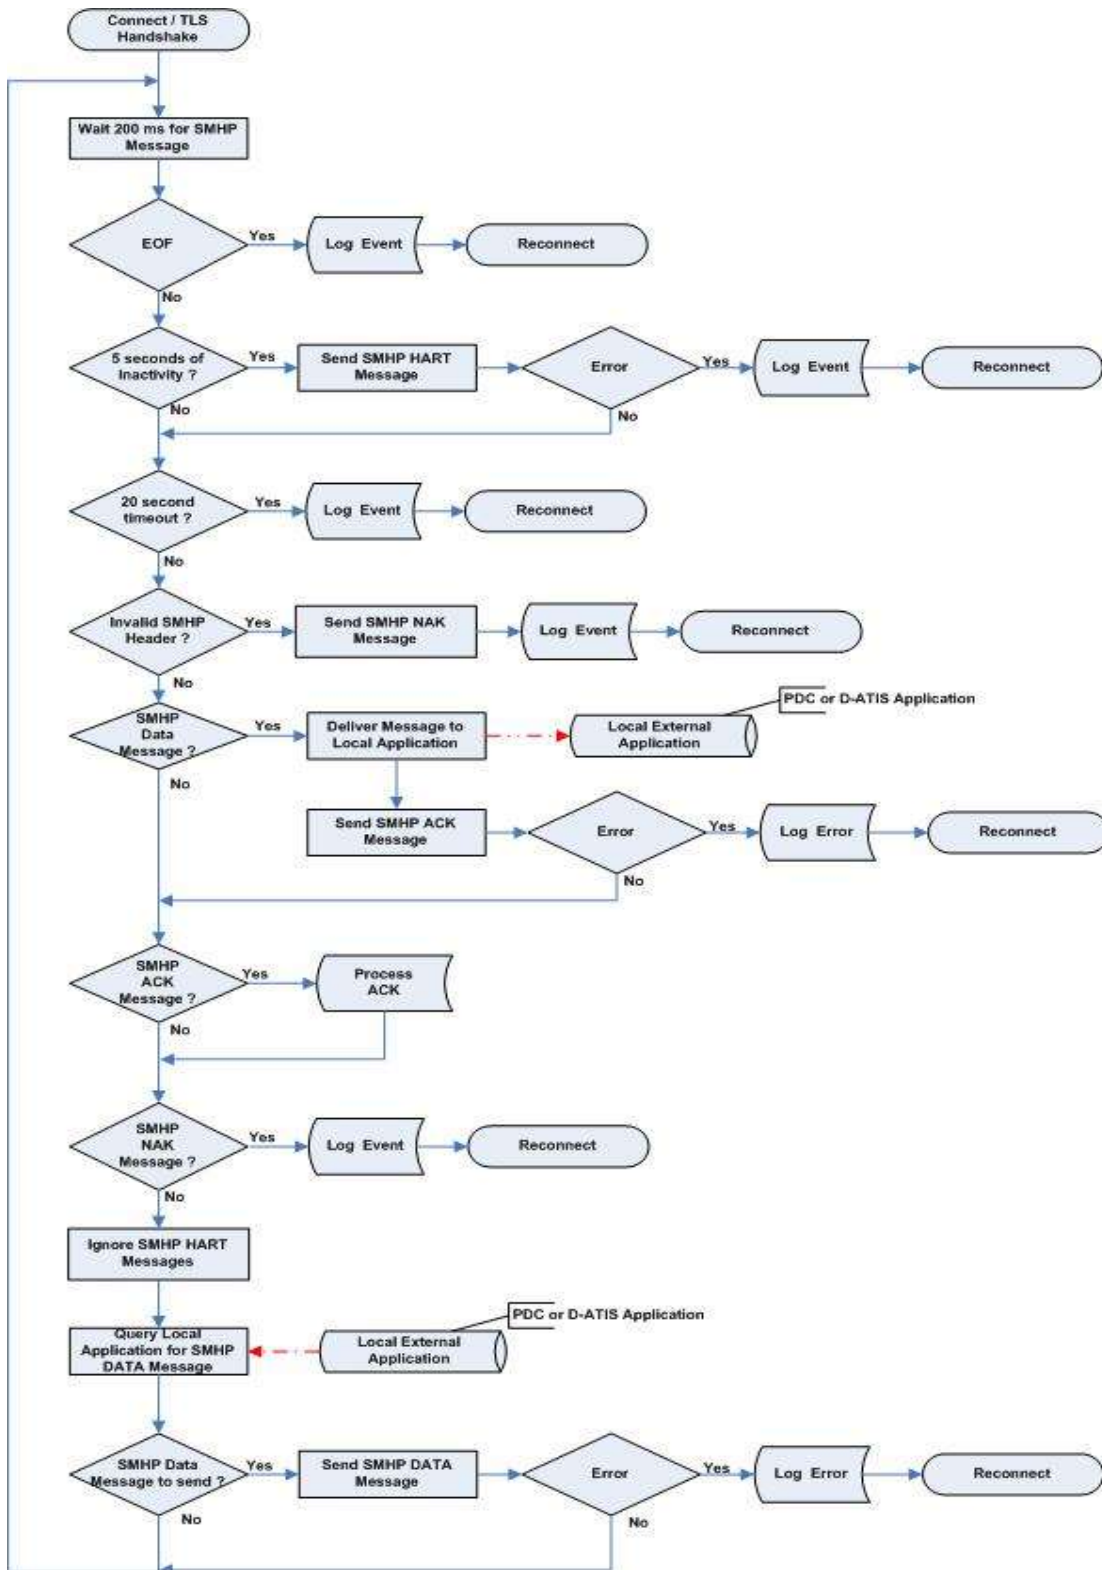 Connect / TLS
Handshake
Wait 200 ms for SMHP
Message
EOF
Yes
Log Event
Reconnect
No
5 seconds of
Inactivity ?
Yes
Send SMHP HART
Message
Error
Yes
Log Event
Reconnect
No
No
20 second
timeout ?
Yes
Log Event
Reconnect
No
Invalid SMHP
Header ?
Yes
Send SMHP NAK
Message
Log Event
Reconnect
No
SMHP
Data
Message ?
Yes
Deliver Message to
Local Application
Local External
Application
PDC or D-ATIS Application
No
Send SMHP ACK
Message
Error
Yes
Log Error
Reconnect
No
SMHP
ACK
Message ?
Yes
Process
ACK
No
SMHP
NAK
Message ?
Yes
Log Event
Reconnect
No
Ignore SMHP HART
Messages
PDC or D-ATIS Application
Query Local
Application for SMHP
DATA Message
Local External
Application
SMHP Data
Message to send ?
Yes
Send SMHP DATA
Message
Error
Yes
Log Error
Reconnect
No
No